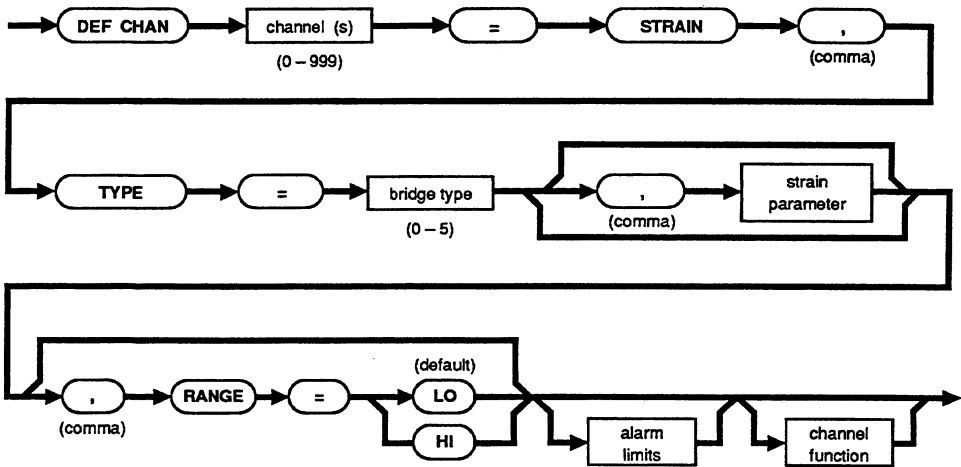 DEF CHAN channel (s) = STRAIN ,
(0 – 999) (comma)
TYPE = bridge type , strain parameter
(0 – 5) (comma)
(default)
, RANGE = LO
(comma)
HI alarm limits channel function